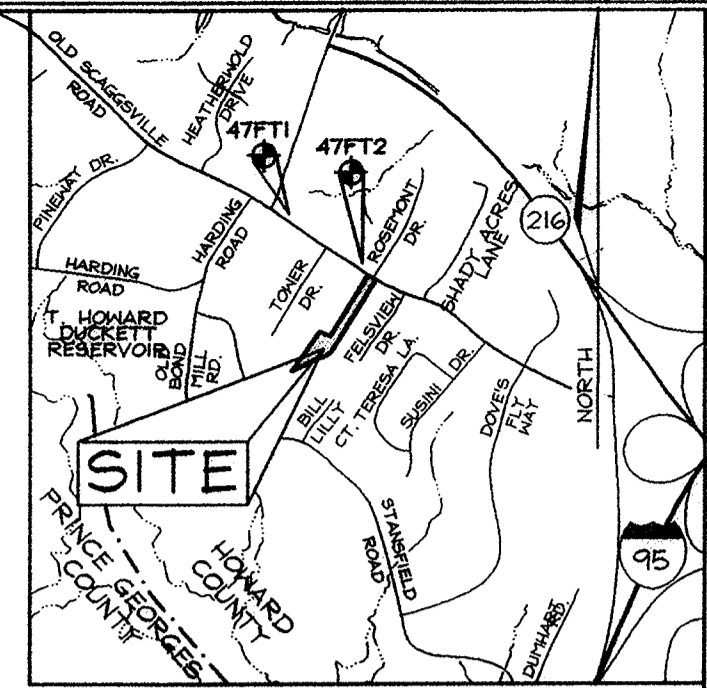 OLD SCAGGSVILLE
ROAD
HEATHERWOLD
DRIVE
47FT1
47FT2
PINEWAY DR.
HARDING
ROAD
ROSEMONT
DR.
216
SHADY ACRES
LANE
HARDING
ROAD
TOWER
DR.
T. HOWARD
DUCKETT
RESERVOIR
OLD
BOND
MILL
RD.
FELSVIEW
DR.
BILL
LILLY
CT.
TERESA LA.
SUSINI DR.
DOVE'S
FLY
WAY
NORTH
SITE
STANSFIELD
ROAD
95
PRINCE GEORGES
COUNTY
HOWARD
COUNTY
DUMHART
RD.